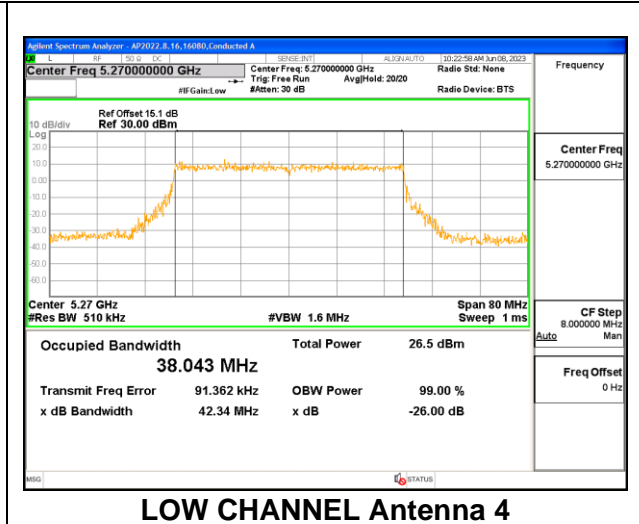 Agilent Spectrum Analyzer - AP2022.8.16,16080,Conducted A
L RF 50 Ω DC SENSE:INT ALIGN AUTO 10:22:58 AM Jun 08, 2023
Center Freq 5.270000000 GHz Center Freq: 5.270000000 GHz Radio Std: None
Trig: Free Run Avg|Hold: 20/20
#IFGain:Low #Atten: 30 dB Radio Device: BTS
Frequency
Ref Offset 15.1 dB
10 dB/div Ref 30.00 dBm
Log
20.0
10.0
0.00
-10.0
-20.0
-30.0
-40.0
-50.0
-60.0
Center 5.27 GHz Span 80 MHz
#Res BW 510 kHz #VBW 1.6 MHz Sweep 1 ms
Occupied Bandwidth Total Power 26.5 dBm
38.043 MHz
Transmit Freq Error 91.362 kHz OBW Power 99.00 %
x dB Bandwidth 42.34 MHz x dB -26.00 dB
Center Freq
5.270000000 GHz
CF Step
8.000000 MHz
Auto Man
Freq Offset
0 Hz
MSG STATUS
LOW CHANNEL Antenna 4